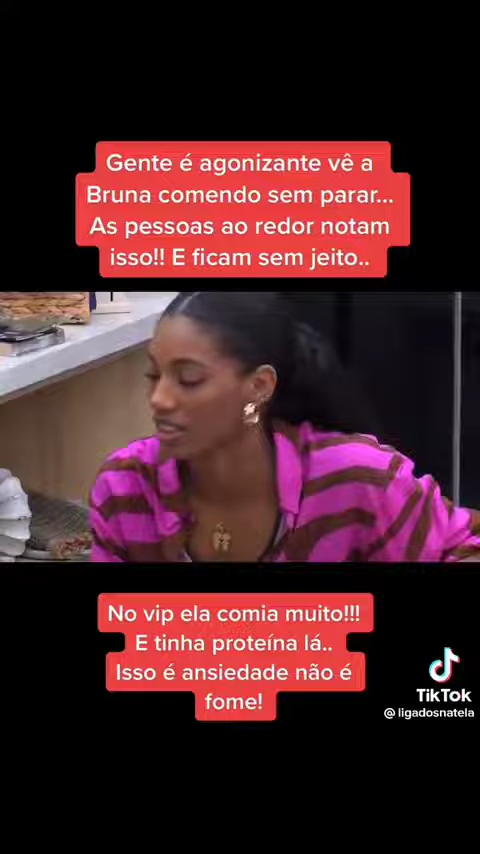 Gente é agonizante vê a
Bruna comendo sem parar...
As pessoas ao redor notam
isso!! E ficam sem jeito..
No vip ela comia muito!!!
E tinha proteína lá..
Isso é ansiedade não é
fome!
TikTok
@ ligadosnatela